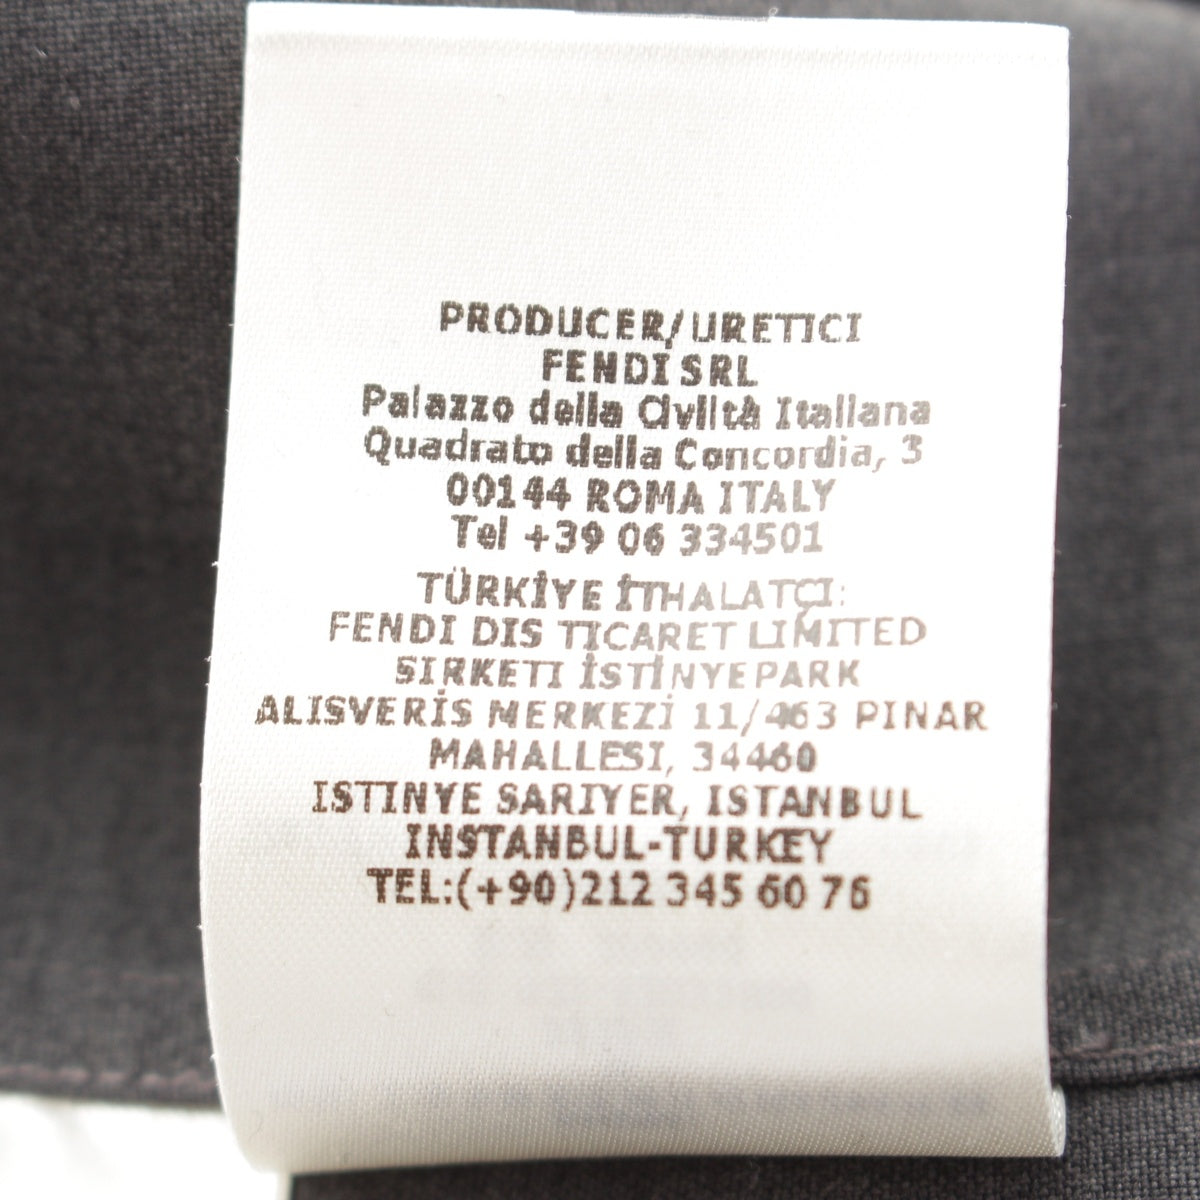 PRODUCER/URETICI
FENDİ SRL
Palazzo della Civiltà Italiana
Quadrato della Concordia, 3
00144 ROMA ITALY
Tel +39 06 334501
TÜRKİYE İTHALATÇI:
FENDI DIS TICARET LIMITED
SIRKETI İSTİNYEPARK
ALISVERİS MERKEZİ 11/463 PINAR
MAHALLESI, 34460
ISTINYE SARIYER, ISTANBUL
INSTANBUL-TURKEY
TEL:(+90)212 345 60 76